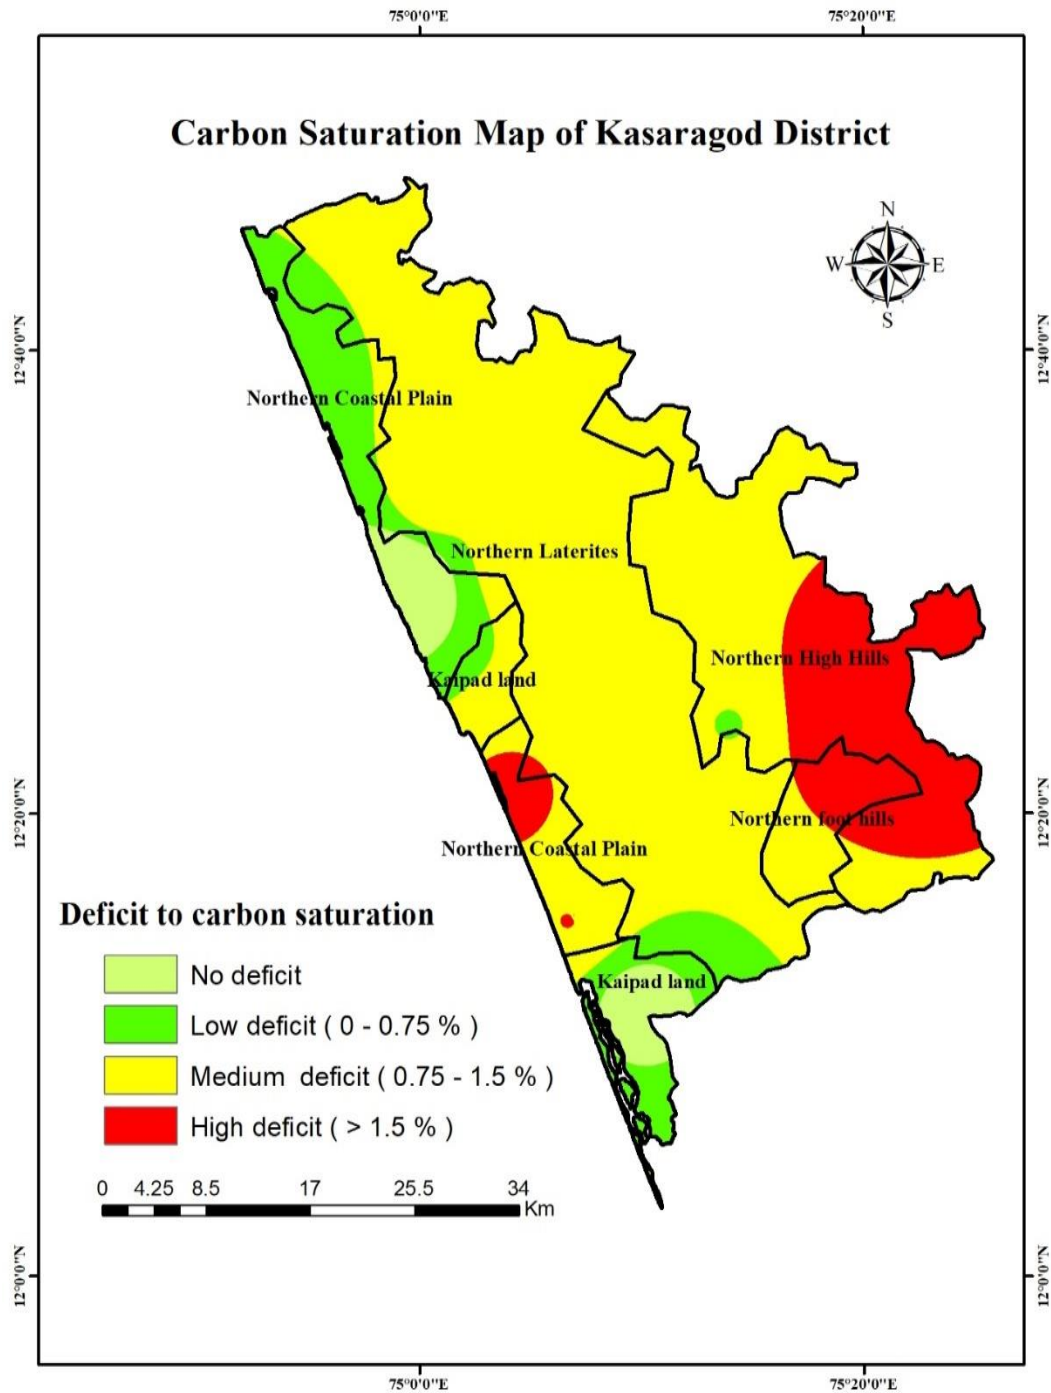 75°0'0"E
75°20'0"E
Carbon Saturation Map of Kasaragod District
N
W
E
S
12°40'0"N
12°40'0"N
Northern Coastal Plain
Northern Laterites
Northern High Hills
Kaipad land
12°20'0"N
12°20'0"N
Northern foot hills
Northern Coastal Plain
Deficit to carbon saturation
Kaipad land
No deficit
Low deficit ( 0 - 0.75 % )
Medium deficit ( 0.75 - 1.5 % )
High deficit ( > 1.5 % )
0 4.25 8.5 17 25.5 34
Km
12°0'0"N
12°0'0"N
75°0'0"E
75°20'0"E